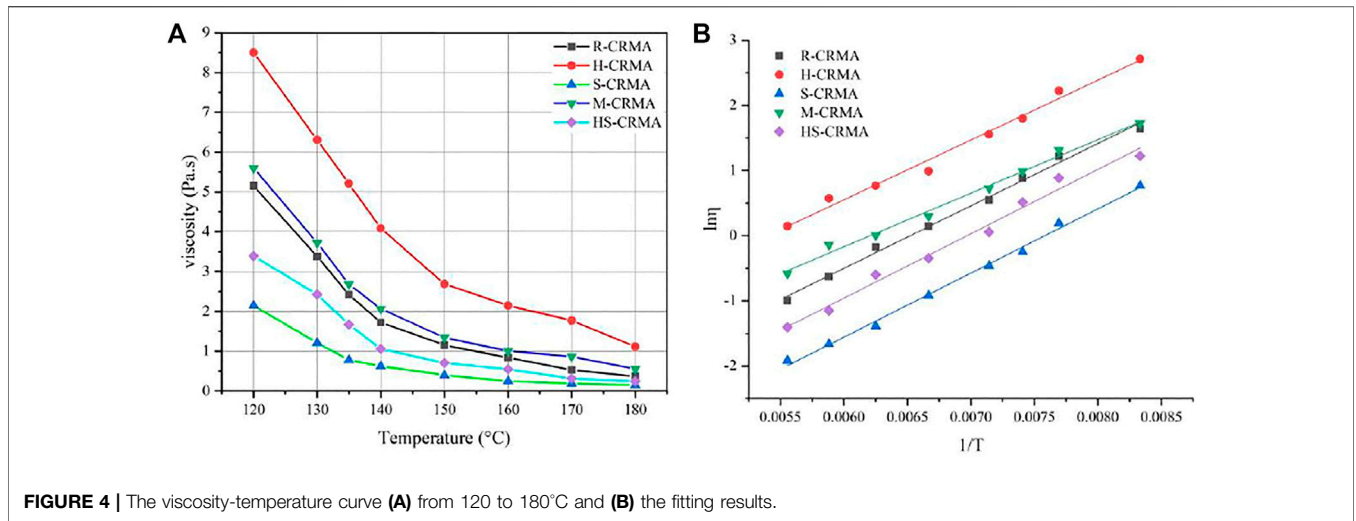 A
viscosity (Pa.s)
9
8
7
6
5
4
3
2
1
0
120
130
140
150
160
170
180
Temperature (°C)
R-CRMA
H-CRMA
S-CRMA
M-CRMA
HS-CRMA
B
lnη
3
2
1
0
-1
-2
0.0055
0.0060
0.0065
0.0070
0.0075
0.0080
0.0085
1/T
R-CRMA
H-CRMA
S-CRMA
M-CRMA
HS-CRMA
FIGURE 4 | The viscosity-temperature curve (A) from 120 to 180°C and (B) the fitting results.